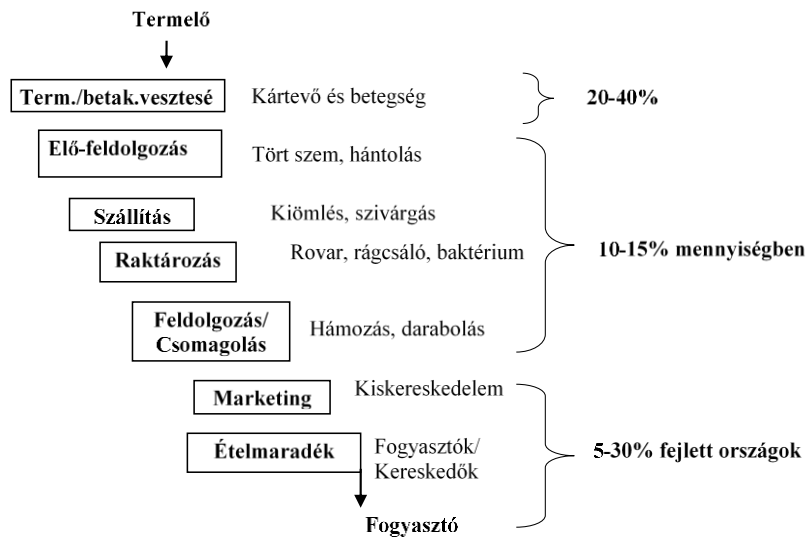 Termelő
Term./betak.vesztesé
Kártevő és betegség
20-40%
Elő-feldolgozás
Tört szem, hántolás
Szállítás
Kiömlés, szivárgás
Raktározás
Rovar, rágcsáló, baktérium
10-15% mennyiségben
Feldolgozás/
Csomagolás
Hámozás, darabolás
Marketing
Kiskereskedelem
Ételmaradék
Fogyasztók/
Kereskedők
5-30% fejlett országok
Fogyasztó